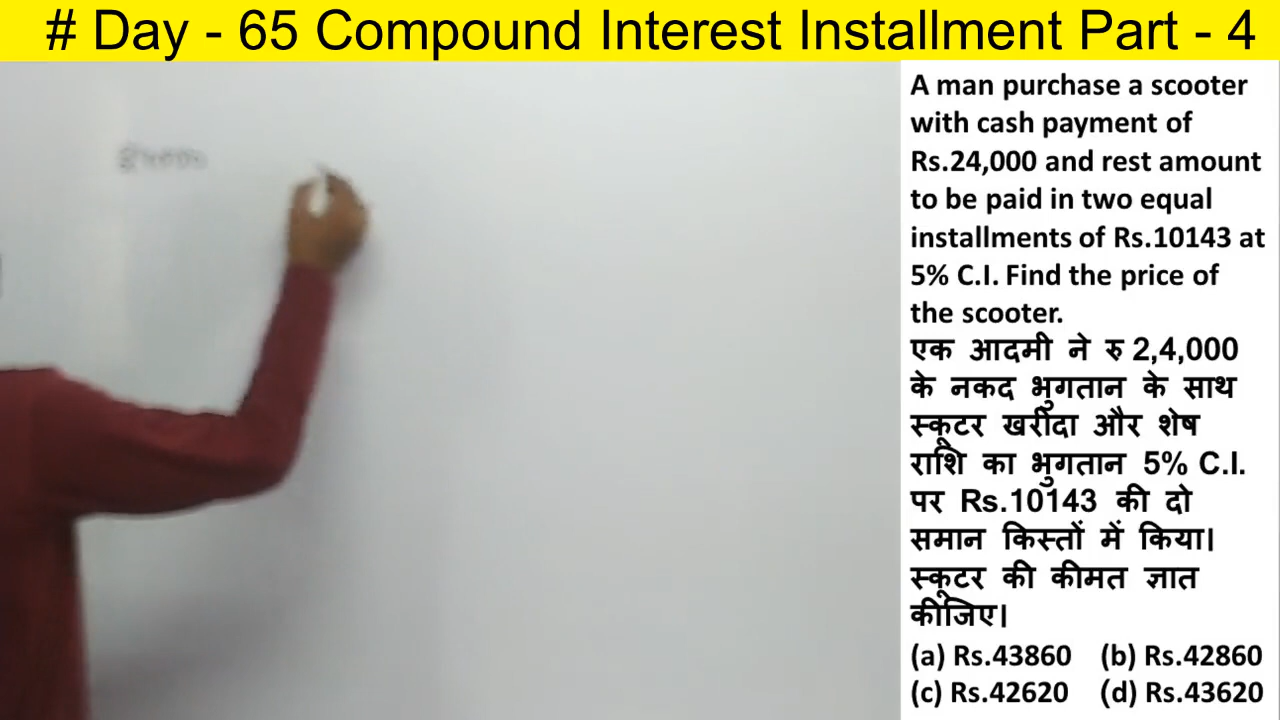 # Day - 65 Compound Interest Installment Part - 4
given
A man purchase a scooter
with cash payment of
Rs.24,000 and rest amount
to be paid in two equal
installments of Rs.10143 at
5% C.I. Find the price of
the scooter.
एक आदमी ने रु 2,4,000
के नकद भुगतान के साथ
स्कूटर खरीदा और शेष
राशि का भुगतान 5% C.I.
पर Rs.10143 की दो
समान किस्तों में किया।
स्कूटर की कीमत ज्ञात
कीजिए।
(a) Rs.43860 (b) Rs.42860
(c) Rs.42620 (d) Rs.43620